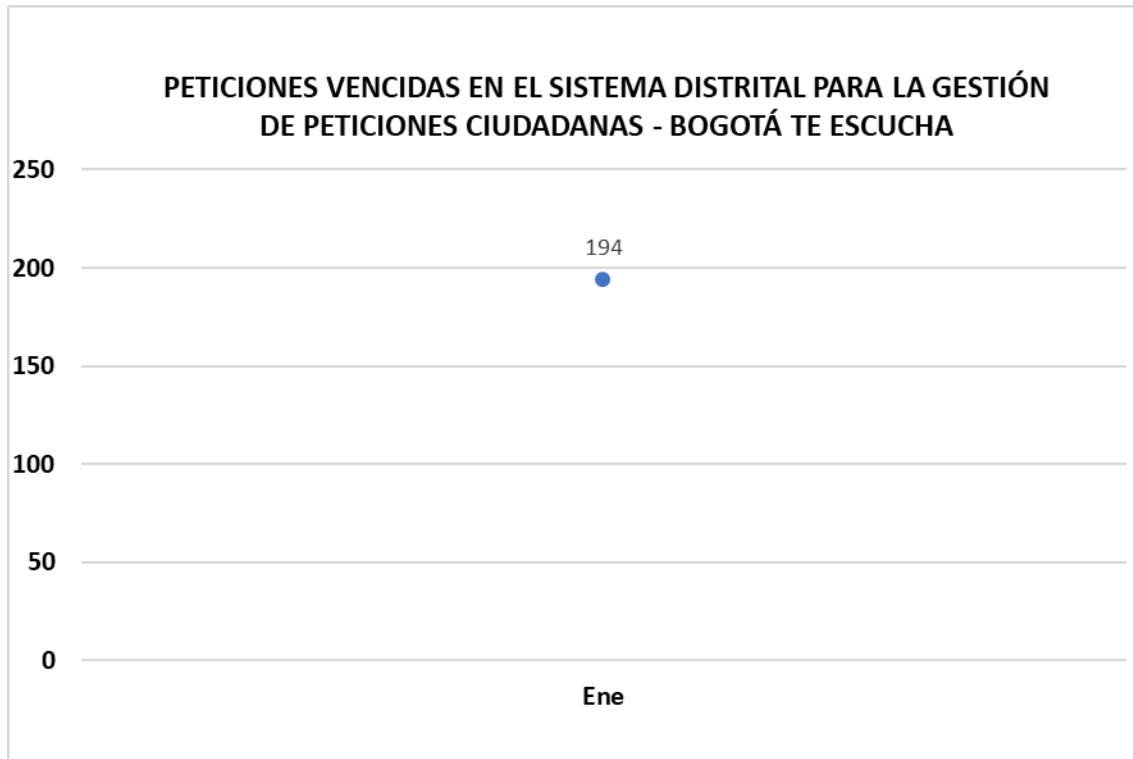 PETICIONES VENCIDAS EN EL SISTEMA DISTRITAL PARA LA GESTIÓN
DE PETICIONES CIUDADANAS - BOGOTÁ TE ESCUCHA
250
194
200
150
100
50
0
Ene